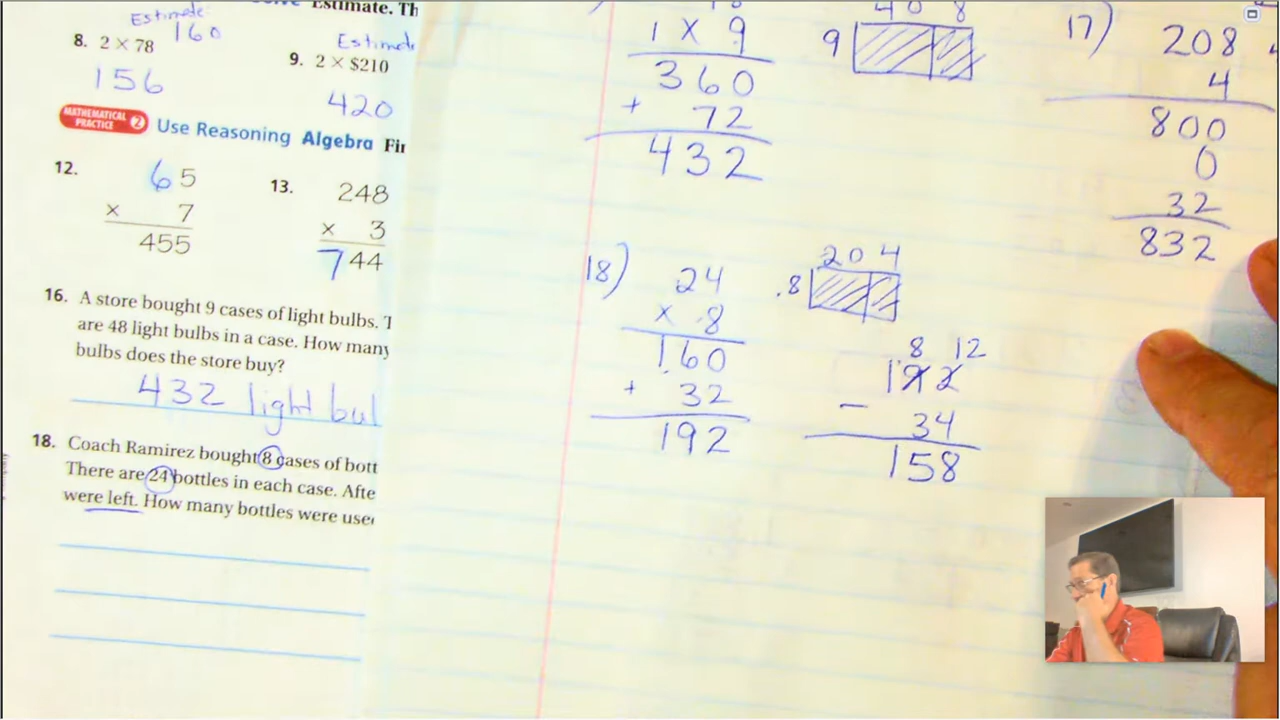 Estimate. Th
Estimate
160
8. 2 × 78
156
Estimate
9. 2 × $210
420
MATHEMATICAL PRACTICE 2
Use Reasoning Algebra Fin
12.
65
× 7
455
13.
248
× 3
744
16. A store bought 9 cases of light bulbs. T
are 48 light bulbs in a case. How many
bulbs does the store buy?
432 light bul
18. Coach Ramirez bought 8 cases of bott
There are 24 bottles in each case. Afte
were left. How many bottles were used
1 × 9
360
+ 72
432
40 8
9
17)
208
4
800
0
32
832
18)
24
× 8
160
+ 32
192
20 4
8
8 12
192
− 34
158